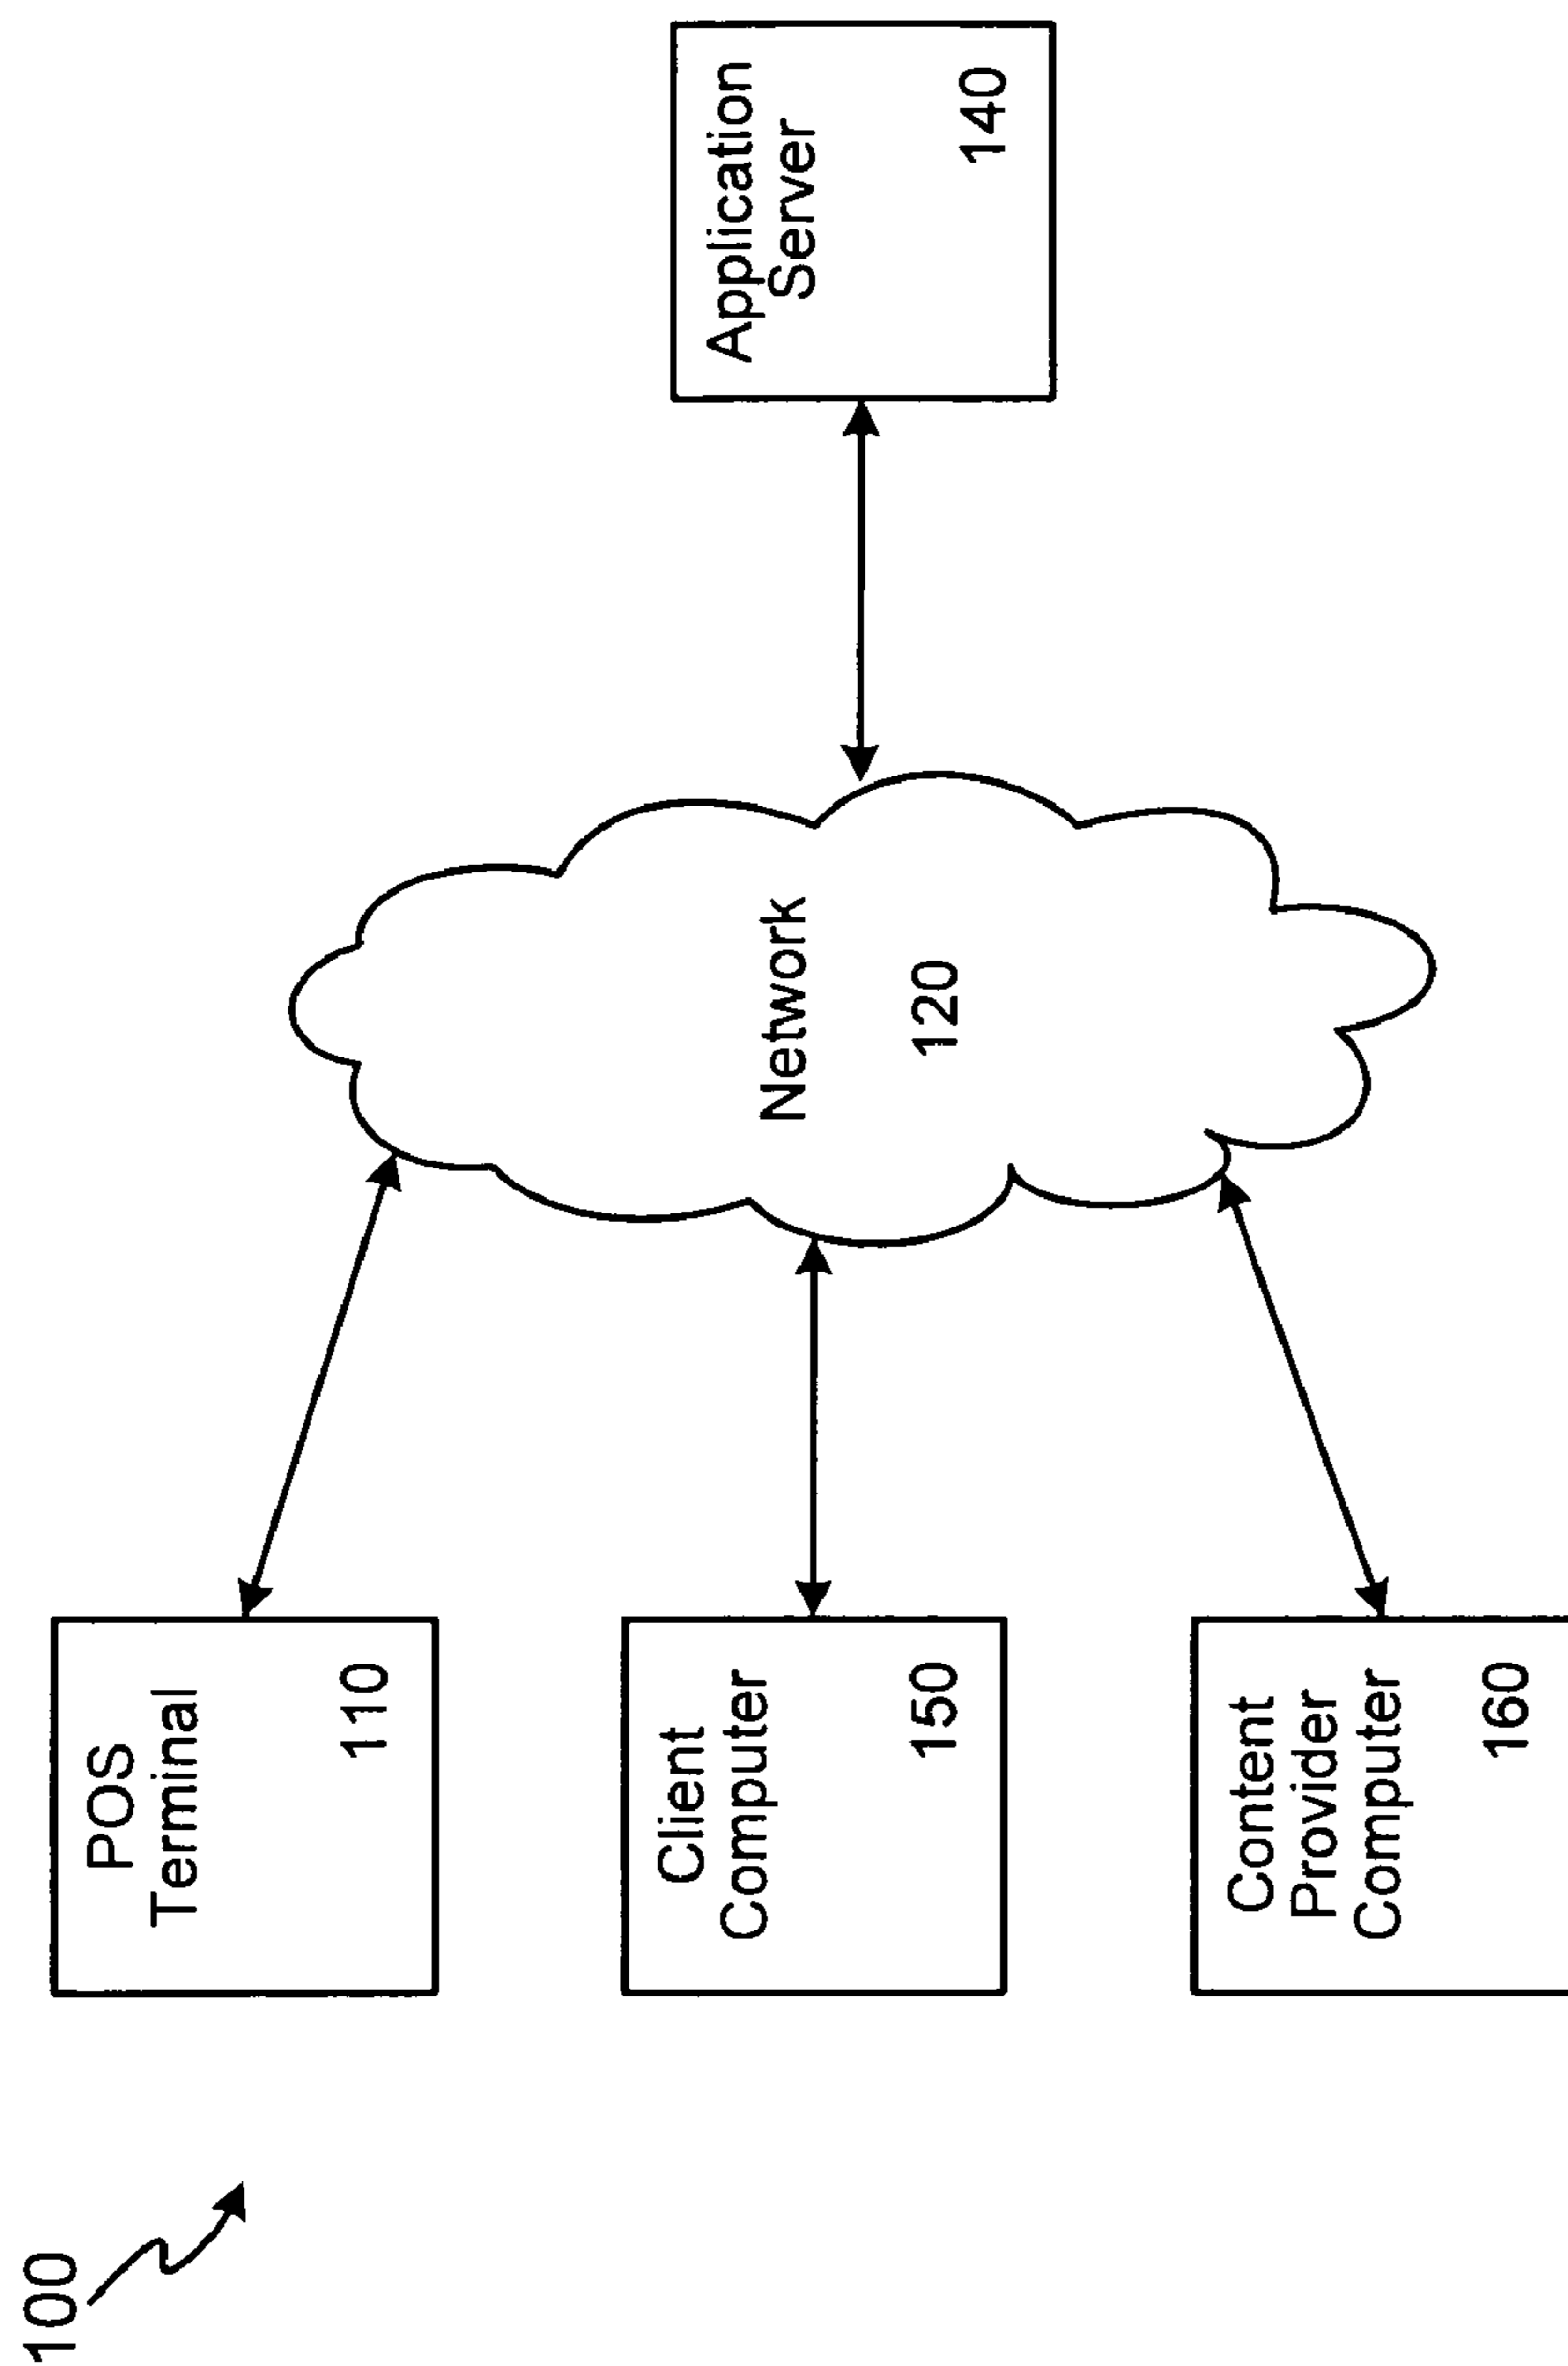 100
POS
Terminal
110
Client
Computer
150
Content
Provider
Computer
160
Network
120
Application
Server
140